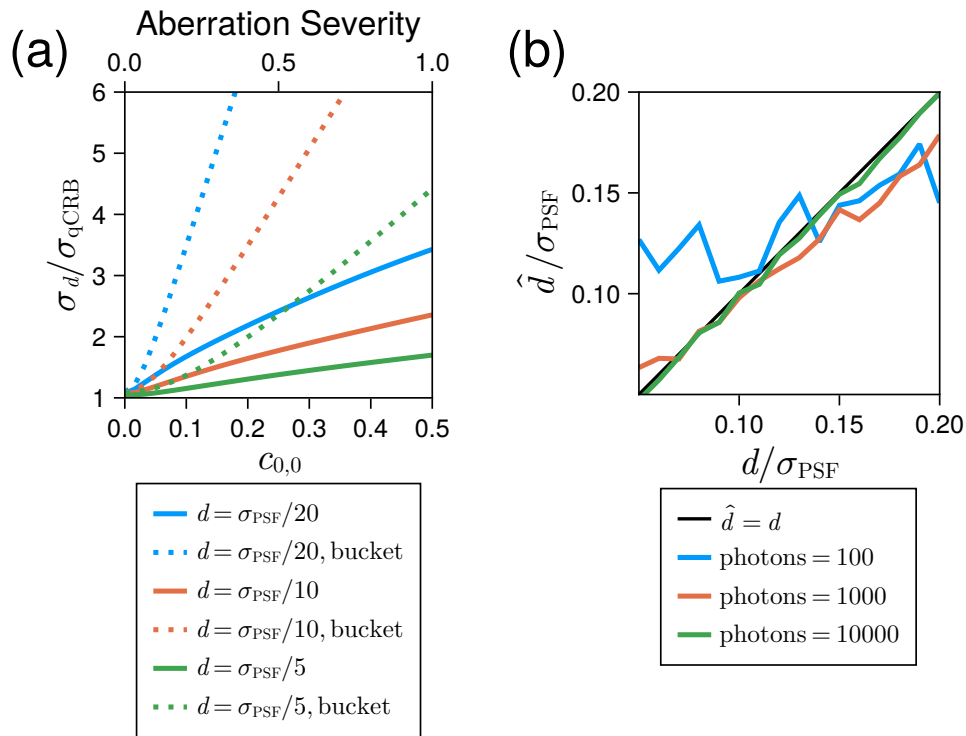 (a)
Aberration Severity
0.0 0.5 1.0
6
5
4
3
2
1
σ_d/σ_qCRB
0.0 0.1 0.2 0.3 0.4 0.5
c_{0,0}
d = σ_PSF/20
d = σ_PSF/20, bucket
d = σ_PSF/10
d = σ_PSF/10, bucket
d = σ_PSF/5
d = σ_PSF/5, bucket
(b)
0.20
0.15
0.10
d̂/σ_PSF
0.10 0.15 0.20
d/σ_PSF
d̂ = d
photons = 100
photons = 1000
photons = 10000